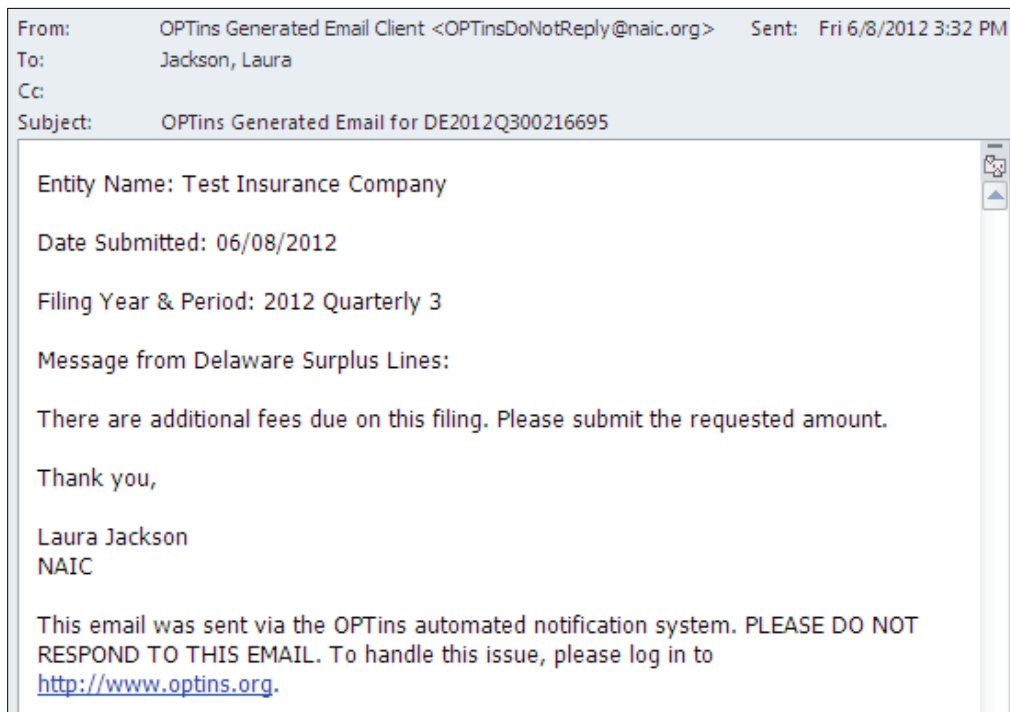 From: OPTins Generated Email Client <OPTinsDoNotReply@naic.org> Sent: Fri 6/8/2012 3:32 PM
To: Jackson, Laura
Cc:
Subject: OPTins Generated Email for DE2012Q300216695
Entity Name: Test Insurance Company
Date Submitted: 06/08/2012
Filing Year & Period: 2012 Quarterly 3
Message from Delaware Surplus Lines:
There are additional fees due on this filing. Please submit the requested amount.
Thank you,
Laura Jackson
NAIC
This email was sent via the OPTins automated notification system. PLEASE DO NOT
RESPOND TO THIS EMAIL. To handle this issue, please log in to
http://www.optins.org.